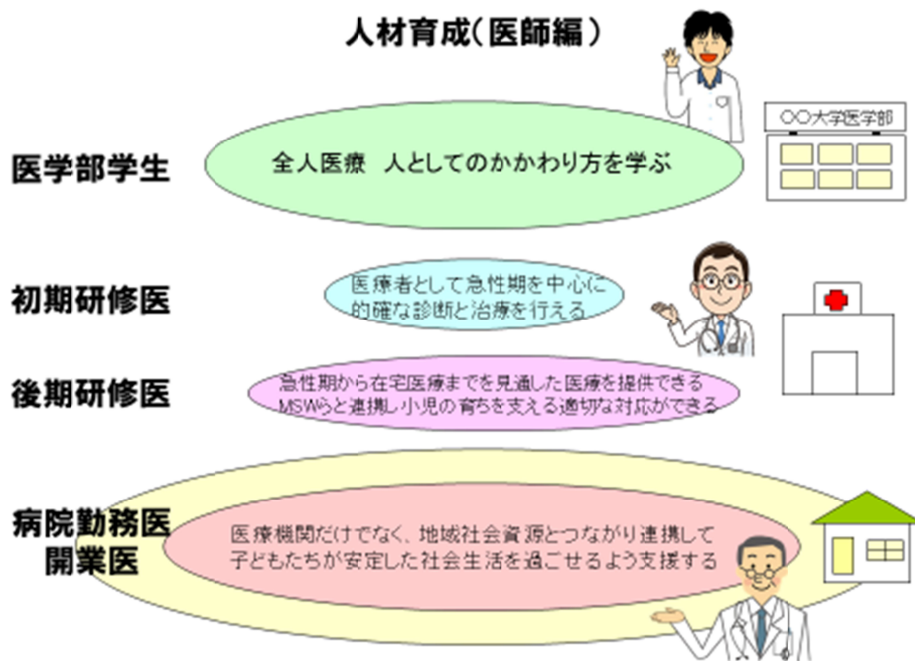 人材育成(医師編)
〇〇大学医学部
医学部学生
全人医療 人としてのかかわり方を学ぶ
初期研修医
医療者として急性期を中心に
的確な診断と治療を行える
後期研修医
急性期から在宅医療までを見通した医療を提供できる
MSWらと連携し小児の育ちを支える適切な対応ができる
病院勤務医
開業医
医療機関だけでなく、地域社会資源とつながり連携して
子どもたちが安定した社会生活を過ごせるよう支援する